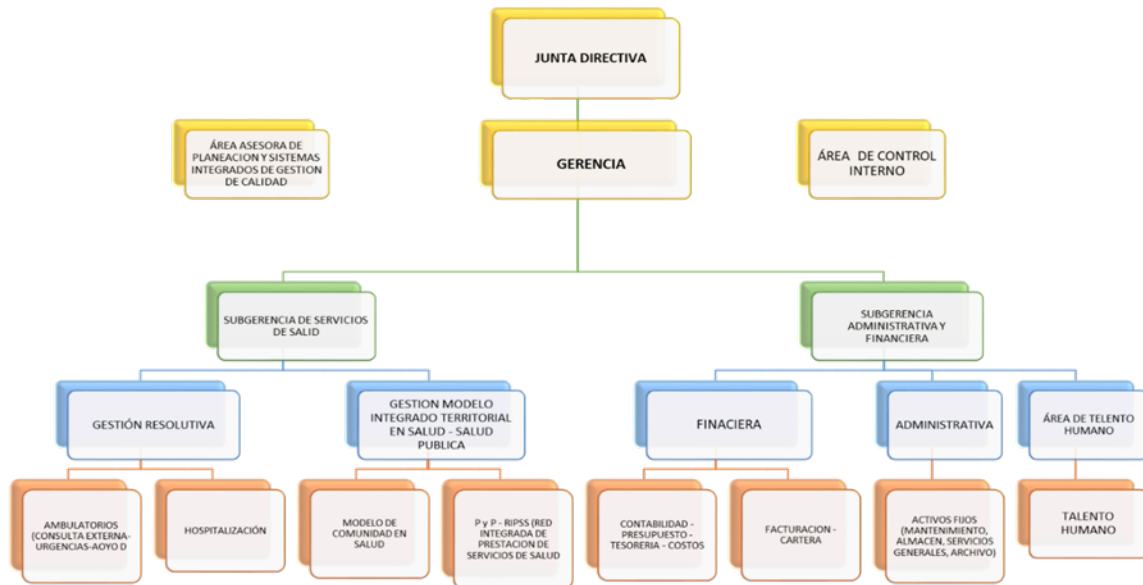 JUNTA DIRECTIVA
ÁREA ASESORA DE
PLANEACION Y SISTEMAS
INTEGRADOS DE GESTION
DE CALIDAD
GERENCIA
ÁREA DE CONTROL
INTERNO
SUBGERENCIA DE SERVICIOS
DE SALID
SUBGERENCIA
ADMINISTRATIVA Y
FINANCIERA
GESTIÓN RESOLUTIVA
GESTION MODELO
INTEGRADO TERRITORIAL
EN SALUD - SALUD
PUBLICA
FINACIERA
ADMINISTRATIVA
ÁREA DE TELENTO
HUMANO
AMBULATORIOS
(CONSULTA EXTERNA-
URGENCIAS-AOYO D
HOSPITALIZACIÓN
MODELO DE
COMUNIDAD EN
SALUD
P y P - RIPSS (RED
INTEGRADA DE
PRESTACION DE
SERVICIOS DE SALUD
CONTABILIDAD -
PRESUPUESTO -
TESORERIA - COSTOS
FACTURACION -
CARTERA
ACTIVOS FIJOS
(MANTENIMIENTO,
ALMACEN, SERVICIOS
GENERALES, ARCHIVO)
TALENTO
HUMANO